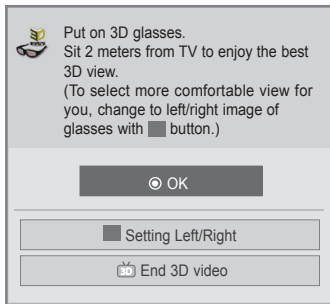 Put on 3D glasses.
Sit 2 meters from TV to enjoy the best
3D view.
(To select more comfortable view for
you, change to left/right image of
glasses with button.)
OK
Setting Left/Right
3D End 3D video